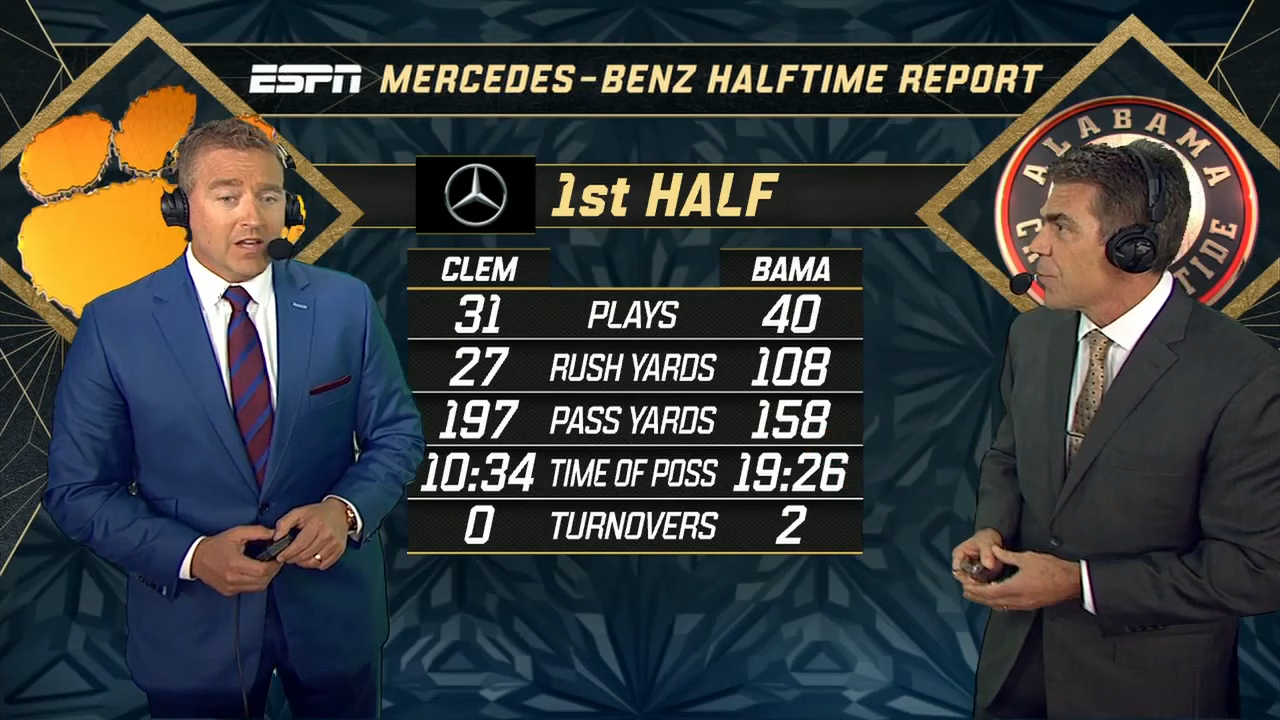 ESPN MERCEDES-BENZ HALFTIME REPORT
1st HALF
CLEM BAMA
31 PLAYS 40
27 RUSH YARDS 108
197 PASS YARDS 158
10:34 TIME OF POSS 19:26
0 TURNOVERS 2
ALABAMA
TIDE